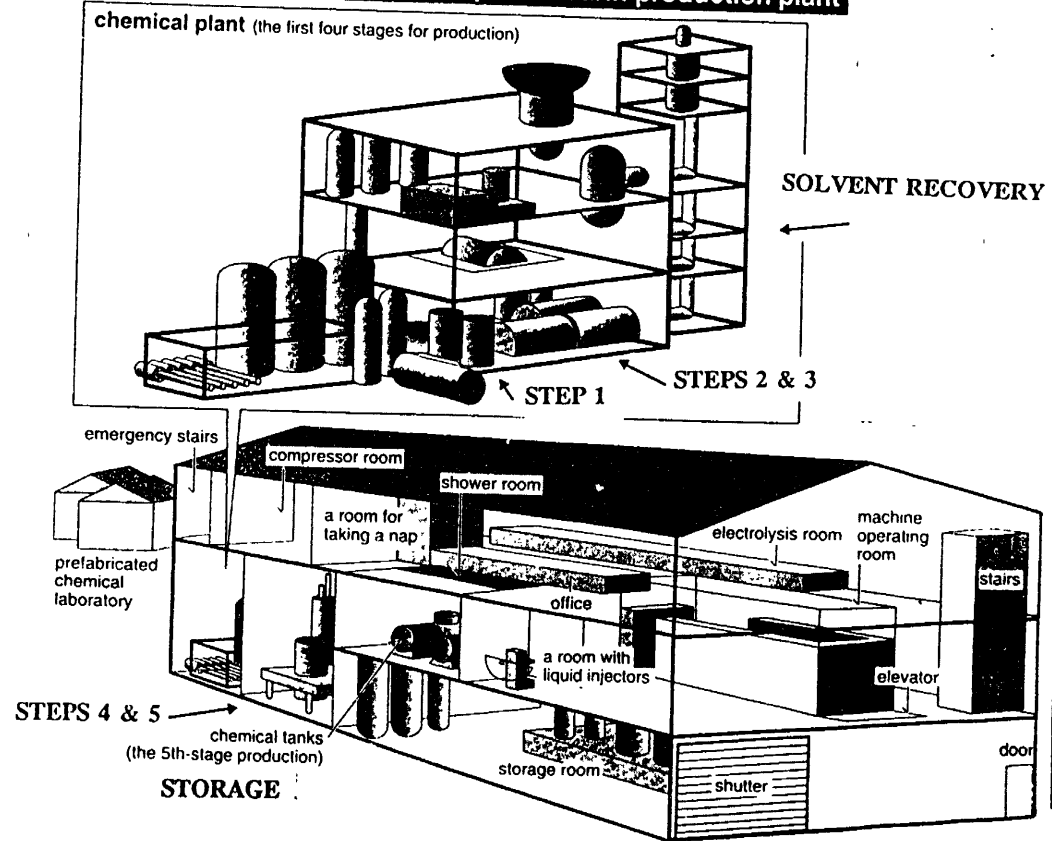 production plant
chemical plant (the first four stages for production)
SOLVENT RECOVERY
STEPS 2 & 3
STEP 1
emergency stairs
compressor room
shower room
a room for
taking a nap
electrolysis room
machine
operating
room
stairs
prefabricated
chemical
laboratory
office
a room with
liquid injectors
elevator
STEPS 4 & 5
chemical tanks
(the 5th-stage production)
STORAGE
storage room
shutter
door